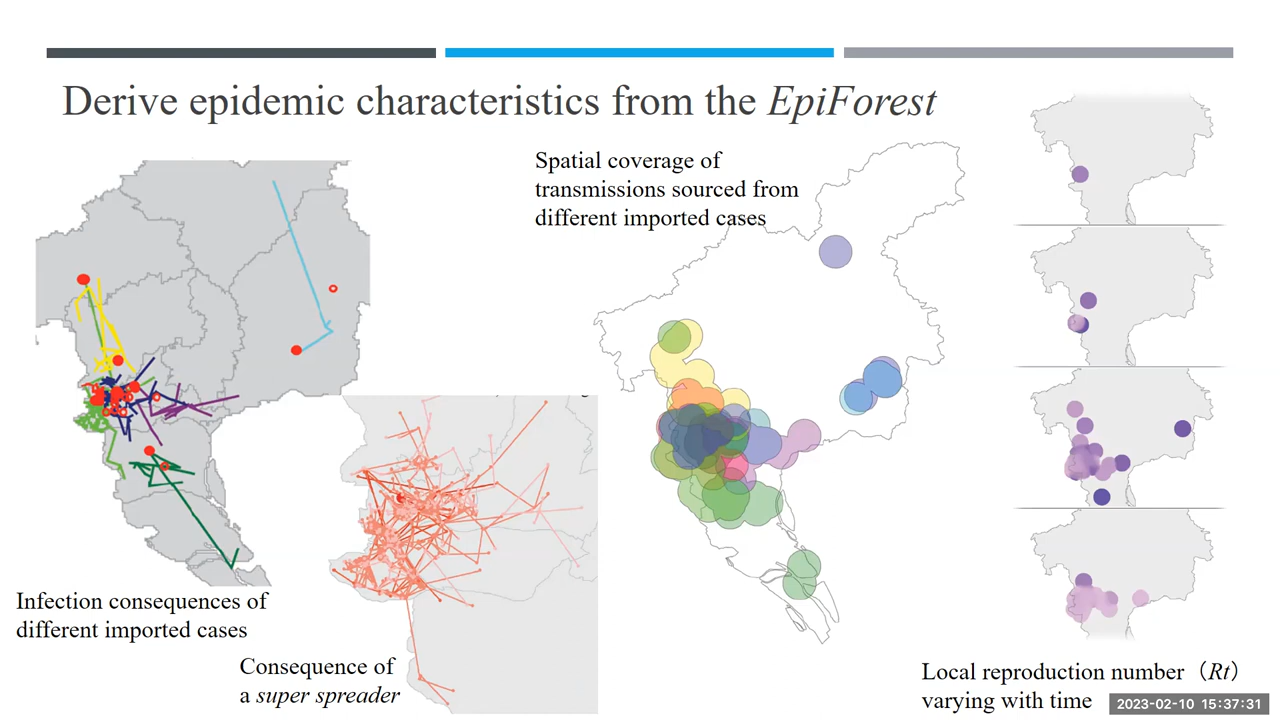 Derive epidemic characteristics from the EpiForest
Spatial coverage of
transmissions sourced from
different imported cases
Infection consequences of
different imported cases
Consequence of
a super spreader
Local reproduction number（Rt）
varying with time
2023-02-10 15:37:31